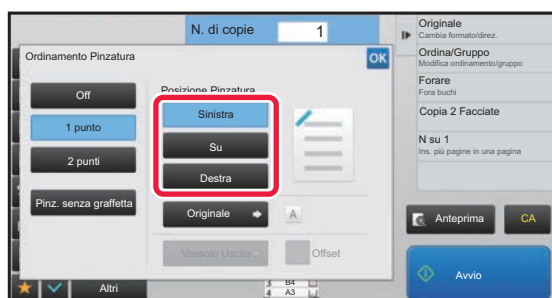 N. di copie
1
Ordinamento Pinzatura
OK
Off
1 punto
2 punti
Pinz. senza graffetta
Posizione Pinzatura
Sinistra
Su
Destra
Originale
A
Vassoio Uscita
Offset
Altri
3 B4
4 A3
Originale
Cambia formato/direz.
Ordina/Gruppo
Modifica ordinamento/gruppo
Forare
Fora buchi
Copia 2 Facciate
N su 1
Ins. più pagine in una pagina
Anteprima
CA
Avvio